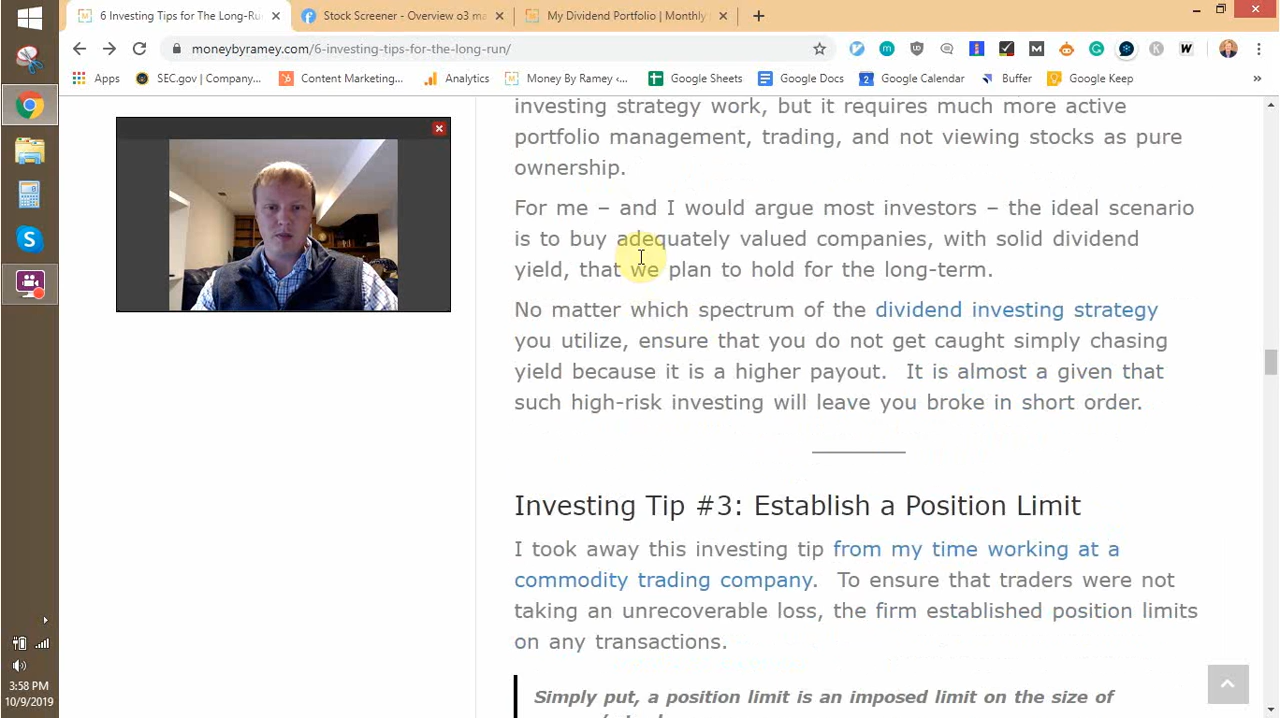 6 Investing Tips for The Long-Ru
Stock Screener - Overview o3 ma
My Dividend Portfolio | Monthly
moneybyramey.com/6-investing-tips-for-the-long-run/
Apps
SEC.gov | Company...
Content Marketing...
Analytics
Money By Ramey <...
Google Sheets
Google Docs
2 Google Calendar
Buffer
Google Keep
»
investing strategy work, but it requires much more active
portfolio management, trading, and not viewing stocks as pure
ownership.
For me – and I would argue most investors – the ideal scenario
is to buy adequately valued companies, with solid dividend
yield, that we plan to hold for the long-term.
No matter which spectrum of the dividend investing strategy
you utilize, ensure that you do not get caught simply chasing
yield because it is a higher payout. It is almost a given that
such high-risk investing will leave you broke in short order.
Investing Tip #3: Establish a Position Limit
I took away this investing tip from my time working at a
commodity trading company. To ensure that traders were not
taking an unrecoverable loss, the firm established position limits
on any transactions.
Simply put, a position limit is an imposed limit on the size of
3:58 PM
10/9/2019